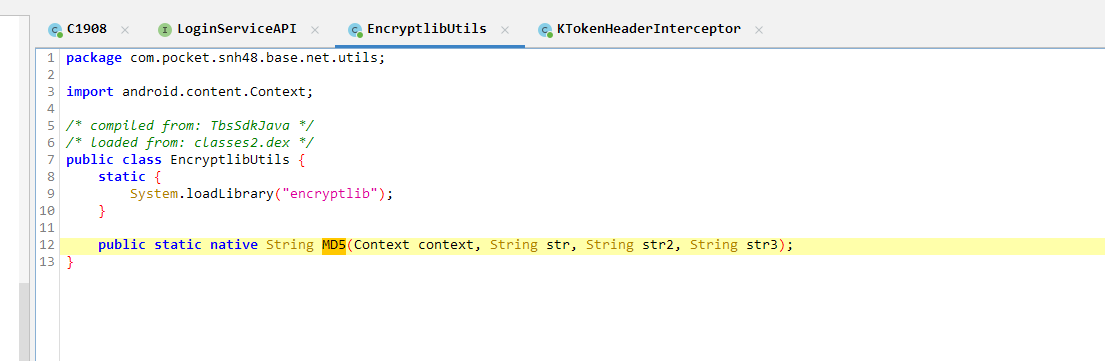 C1908 LoginServiceAPI EncryptlibUtils KTokenHeaderInterceptor
1 package com.pocket.snh48.base.net.utils;
2
3 import android.content.Context;
4
5 /* compiled from: TbsSdkJava */
6 /* loaded from: classes2.dex */
7 public class EncryptlibUtils {
8     static {
9         System.loadLibrary("encryptlib");
10     }
11
12     public static native String MD5(Context context, String str, String str2, String str3);
13 }